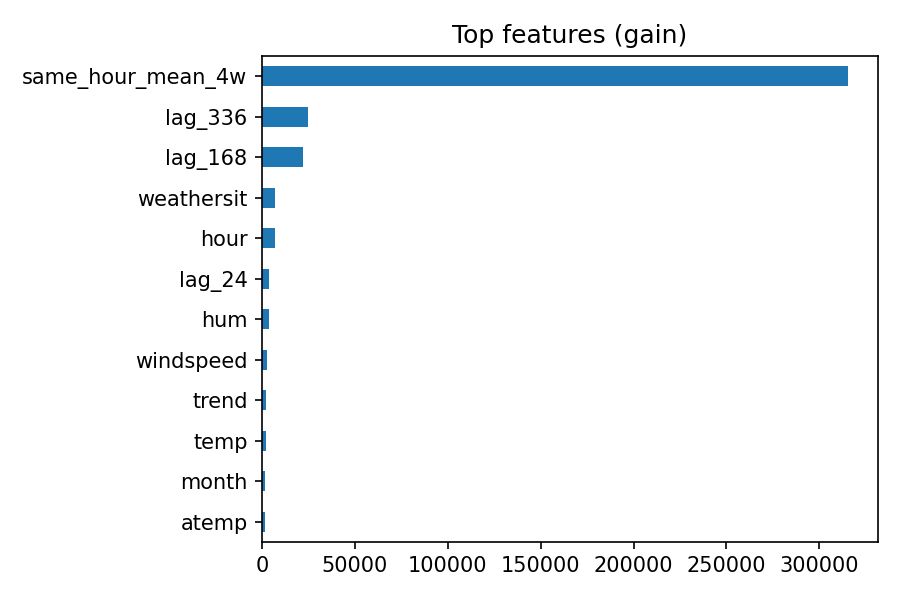 Top features (gain)
same_hour_mean_4w
lag_336
lag_168
weathersit
hour
lag_24
hum
windspeed
trend
temp
month
atemp
0 50000 100000 150000 200000 250000 300000